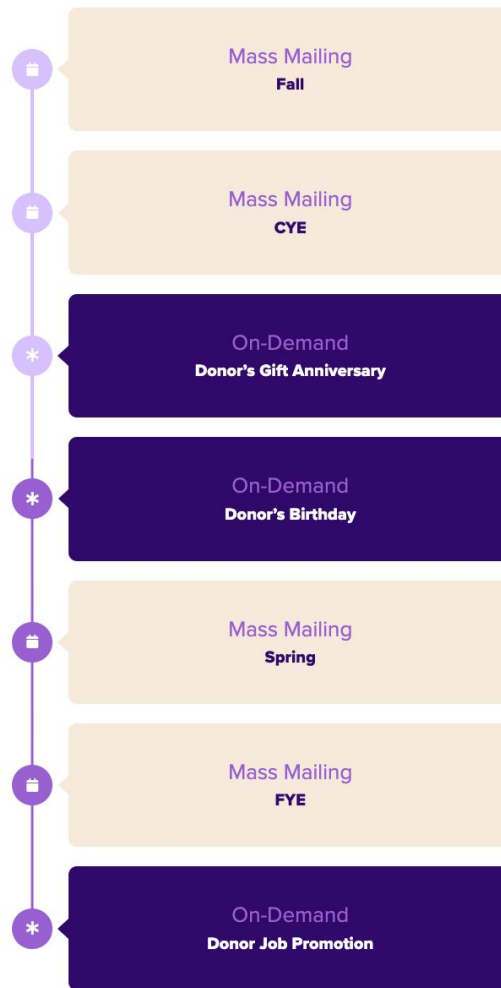 Mass Mailing
Fall
Mass Mailing
CYE
On-Demand
Donor’s Gift Anniversary
On-Demand
Donor’s Birthday
Mass Mailing
Spring
Mass Mailing
FYE
On-Demand
Donor Job Promotion